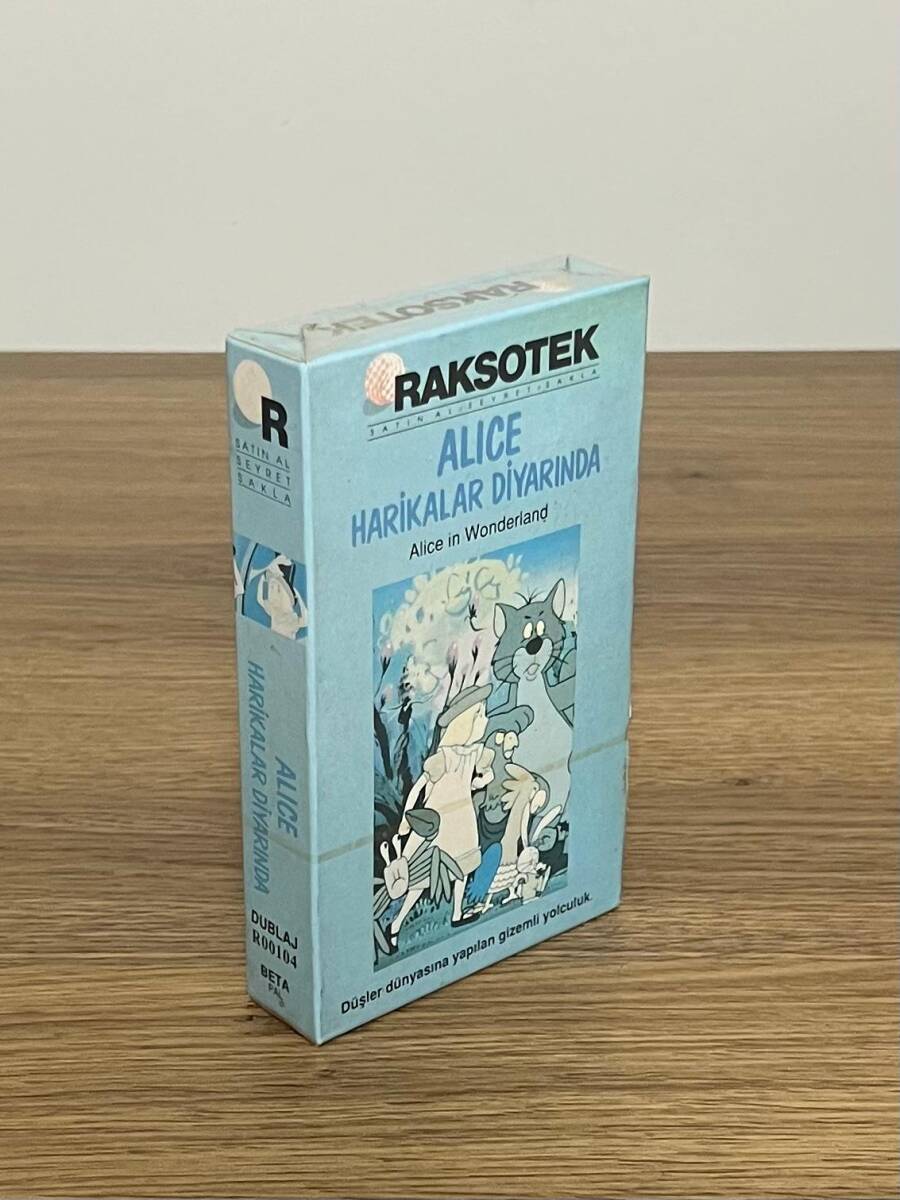 RAKSOTEK
RAKSOTEK
SATIN AL / SEYRET / SAKLA
ALICE
HARİKALAR DİYARINDA
Alice in Wonderland
Düşler dünyasına yapılan gizemli yolculuk.
R
SATIN AL
SEYRET
SAKLA
ALICE
HARİKALAR DİYARINDA
DUBLAJ
R00104
BETA
PAL